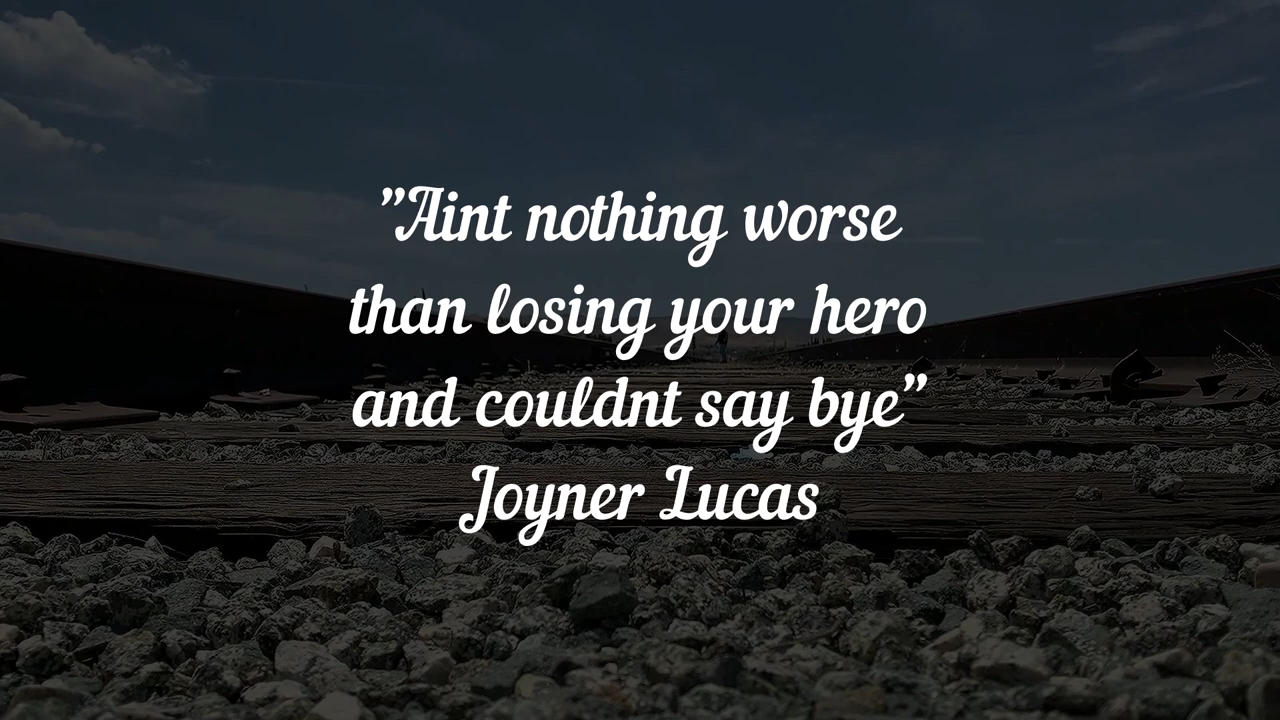 ”Aint nothing worse
than losing your hero
and couldnt say bye”
Joyner Lucas